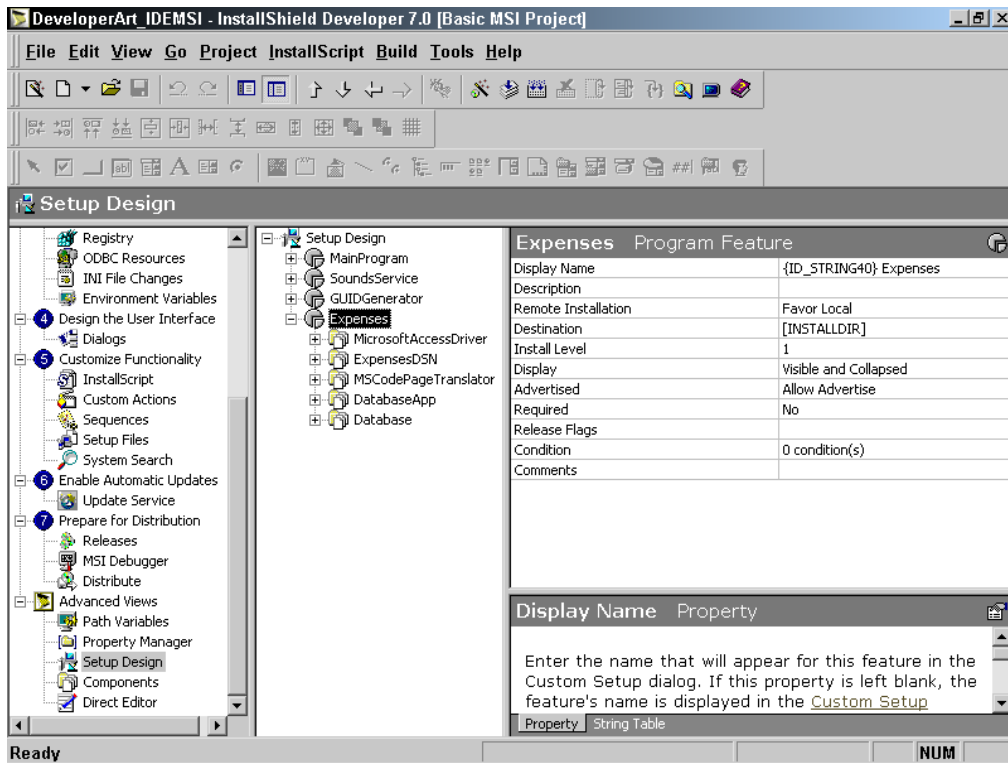 DeveloperArt_IDEMSI - InstallShield Developer 7.0 [Basic MSI Project]
File Edit View Go Project InstallScript Build Tools Help
Setup Design
Registry
ODBC Resources
INI File Changes
Environment Variables
4 Design the User Interface
Dialogs
5 Customize Functionality
InstallScript
Custom Actions
Sequences
Setup Files
System Search
6 Enable Automatic Updates
Update Service
7 Prepare for Distribution
Releases
MSI Debugger
Distribute
Advanced Views
Path Variables
Property Manager
Setup Design
Components
Direct Editor
Setup Design
MainProgram
SoundsService
GUIDGenerator
Expenses
MicrosoftAccessDriver
ExpensesDSN
MSCodePageTranslator
DatabaseApp
Database
Expenses Program Feature
Display Name {ID_STRING40} Expenses
Description
Remote Installation Favor Local
Destination [INSTALLDIR]
Install Level 1
Display Visible and Collapsed
Advertised Allow Advertise
Required No
Release Flags
Condition 0 condition(s)
Comments
Display Name Property
Enter the name that will appear for this feature in the
Custom Setup dialog. If this property is left blank, the
feature's name is displayed in the Custom Setup
Property String Table
Ready NUM